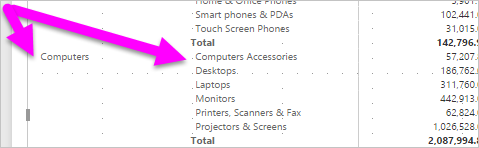 Home & Office Phones
Smart phones & PDAs 102,441.
Touch Screen Phones 31,015.
Total 142,796.9
Computers Computers Accessories 57,207.
Desktops 186,762.
Laptops 311,760.
Monitors 442,913.
Printers, Scanners & Fax 62,824.
Projectors & Screens 1,026,528.
Total 2,087,994.8